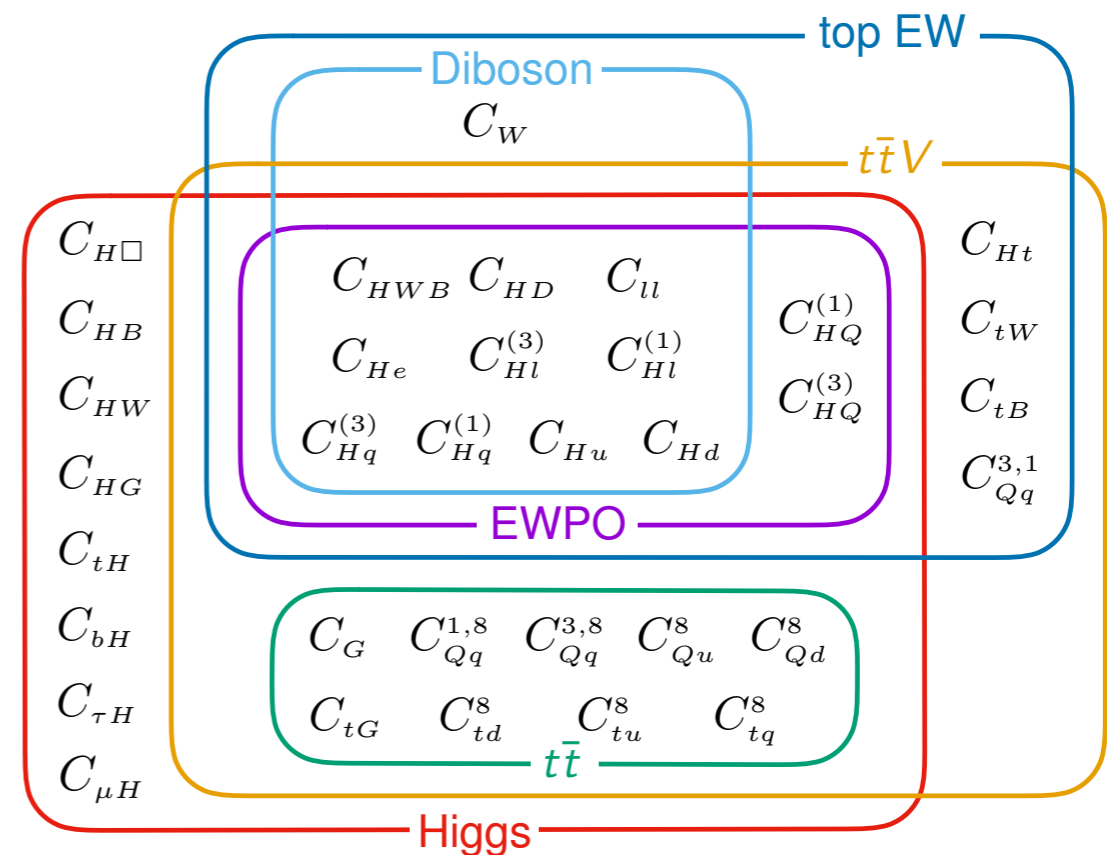 top EW
Diboson
C_W
tt̄V
C_{H□}
C_{HB}
C_{HW}
C_{HG}
C_{tH}
C_{bH}
C_{τH}
C_{μH}
C_{HWB} C_{HD} C_{ll}
C_{He} C_{Hl}^{(3)} C_{Hl}^{(1)}
C_{Hq}^{(3)} C_{Hq}^{(1)} C_{Hu} C_{Hd}
C_{HQ}^{(1)}
C_{HQ}^{(3)}
EWPO
C_{Ht}
C_{tW}
C_{tB}
C_{Qq}^{3,1}
C_G C_{Qq}^{1,8} C_{Qq}^{3,8} C_{Qu}^{8} C_{Qd}^{8}
C_{tG} C_{td}^{8} C_{tu}^{8} C_{tq}^{8}
tt̄
Higgs